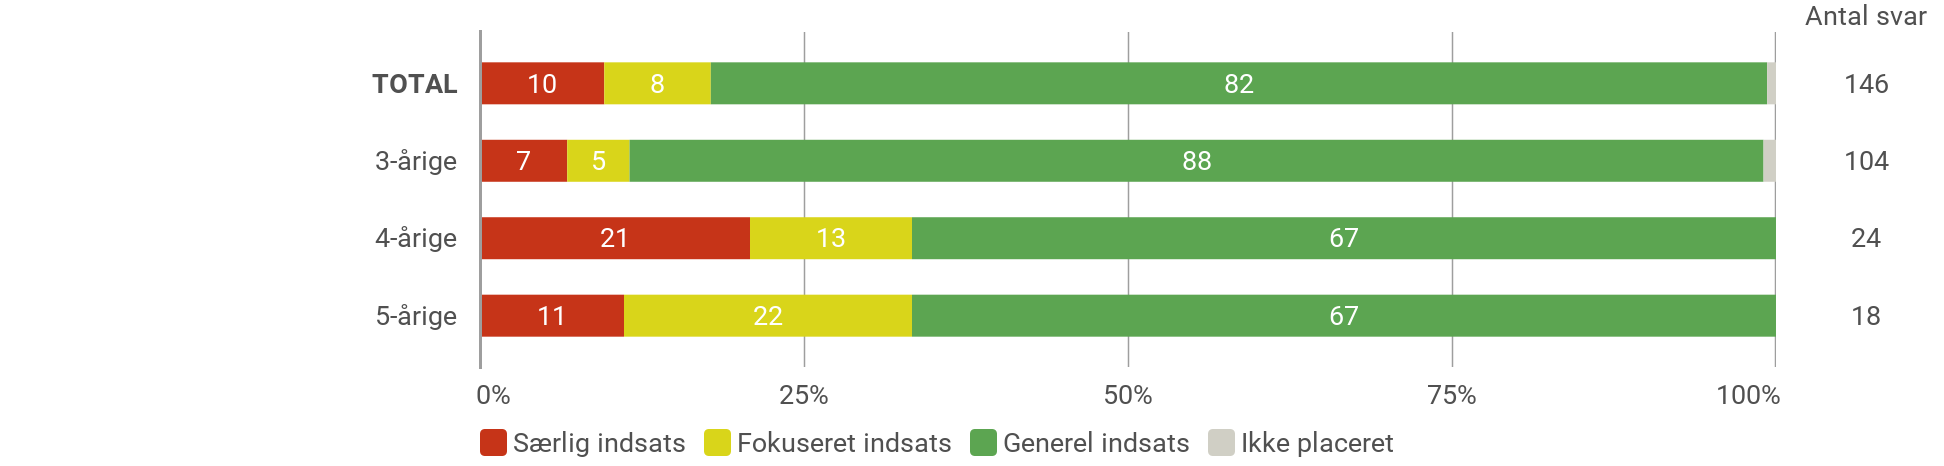 Antal svar
TOTAL 10 8 82 146
3-årige 7 5 88 104
4-årige 21 13 67 24
5-årige 11 22 67 18
0% 25% 50% 75% 100%
Særlig indsats Fokuseret indsats Generel indsats Ikke placeret